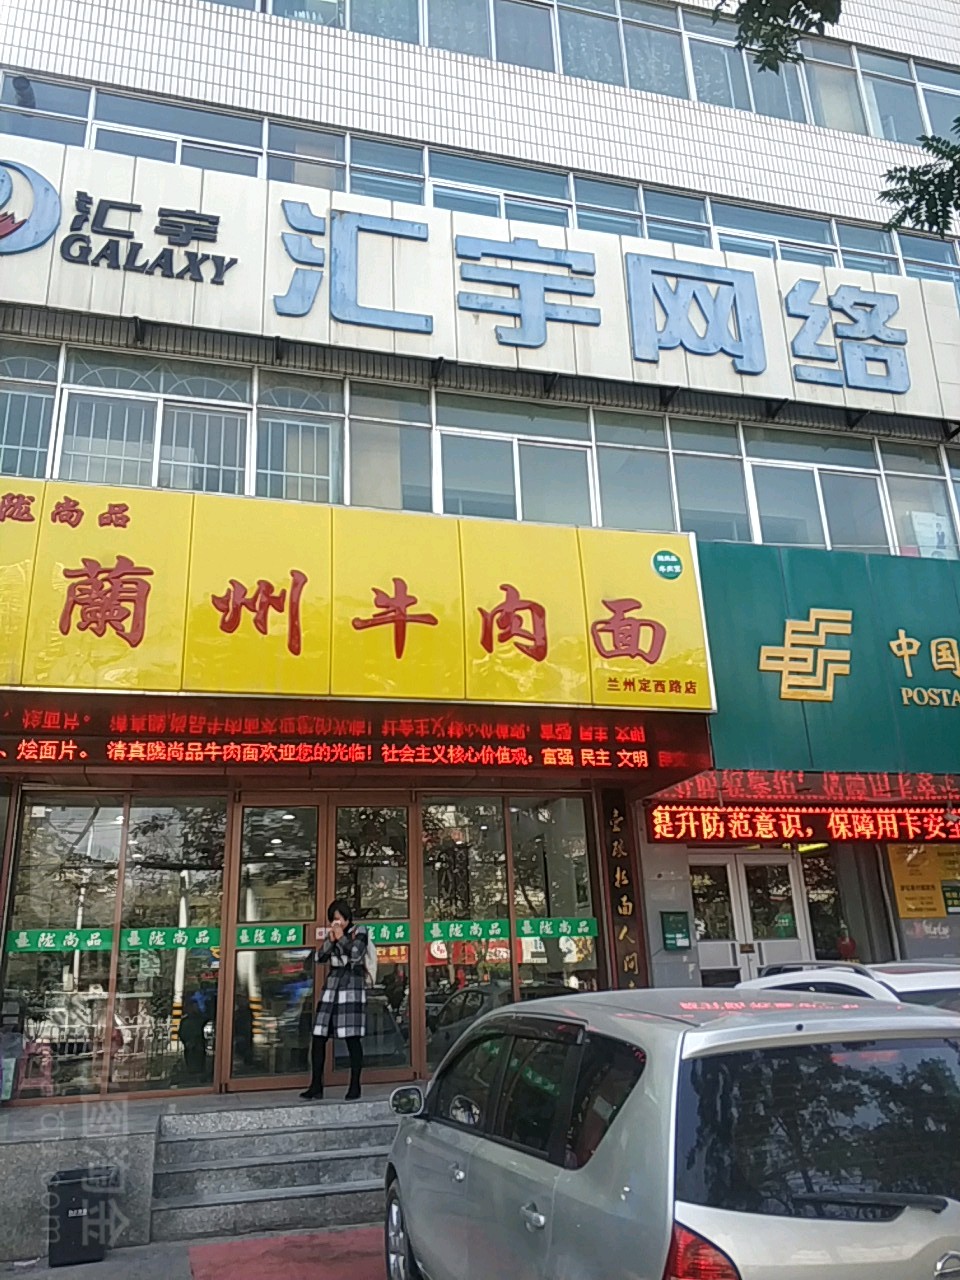 汇宇
GALAXY
汇宇网络
陇尚品
蘭州牛肉面
兰州定西路店
中国
POSTA
、烩面片。 清真陇尚品牛肉面欢迎您的光临！社会主义核心价值观：富强 民主 文明
提升防范意识，保障用卡安全
陇尚品 陇尚品 陇尚品 尚品 陇尚品 陇尚品